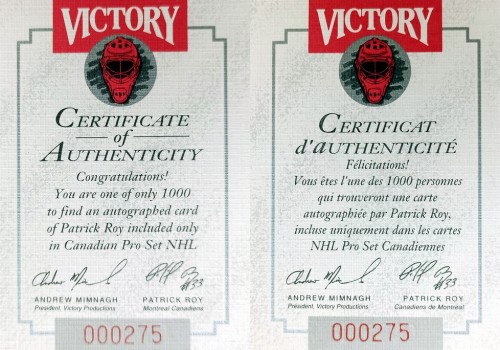 VICTORY
CERTIFICATE
of
AUTHENTICITY
Congratulations!
You are one of only 1000
to find an autographed card
of Patrick Roy included only
in Canadian Pro Set NHL
ANDREW MIMNAGH
President, Victory Productions
PATRICK ROY
Montreal Canadiens
000275
VICTORY
CERTIFICAT
d'AUTHENTICITÉ
Félicitations!
Vous êtes l'une des 1000 personnes
qui trouveront une carte
autographiée par Patrick Roy,
incluse uniquement dans les cartes
NHL Pro Set Canadiennes
ANDREW MIMNAGH
President, Victory Productions
PATRICK ROY
Canadiens de Montréal
000275